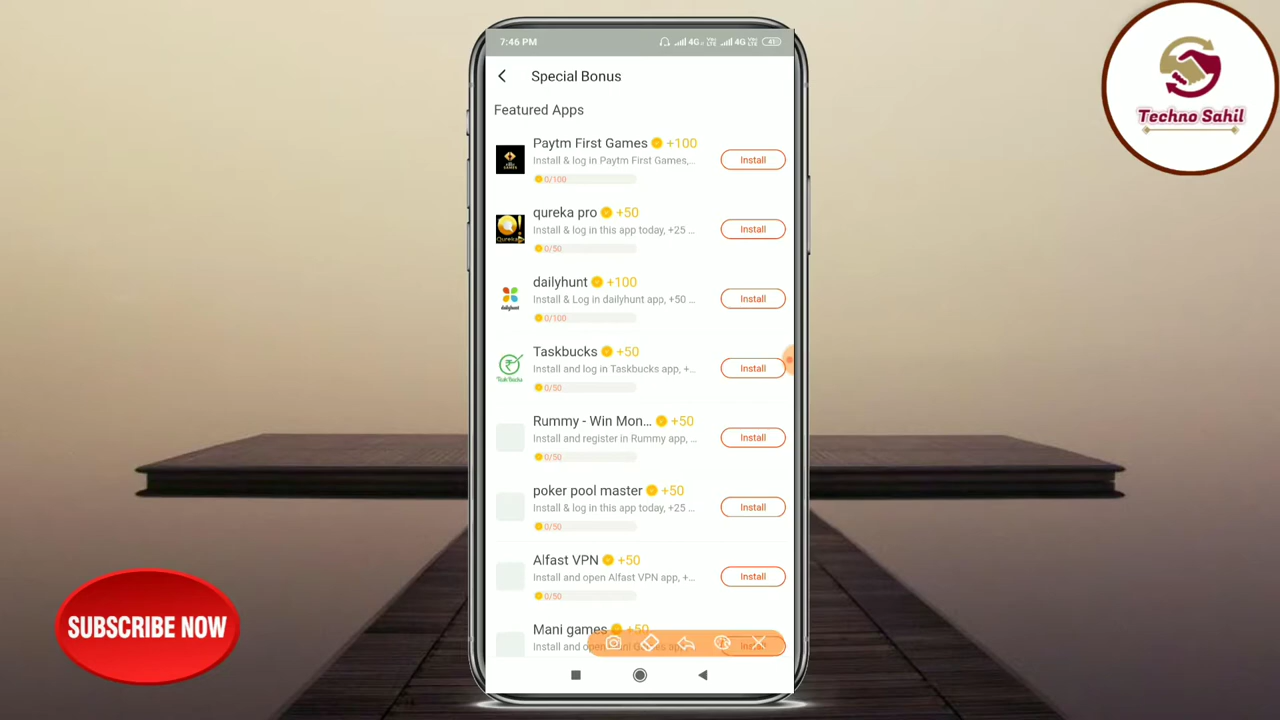 7:46 PM
4G
4G
Special Bonus
Featured Apps
Paytm First Games +100
Install & log in Paytm First Games,...
0/100
Install
qureka pro +50
Install & log in this app today, +25 ...
0/50
Install
dailyhunt +100
Install & Log in dailyhunt app, +50 ...
0/100
Install
Taskbucks +50
Install and log in Taskbucks app, +...
0/50
Install
Rummy - Win Mon... +50
Install and register in Rummy app, ...
0/50
Install
poker pool master +50
Install & log in this app today, +25 ...
0/50
Install
Alfast VPN +50
Install and open Alfast VPN app, +...
0/50
Install
Mani games +50
Techno Sahil
SUBSCRIBE NOW